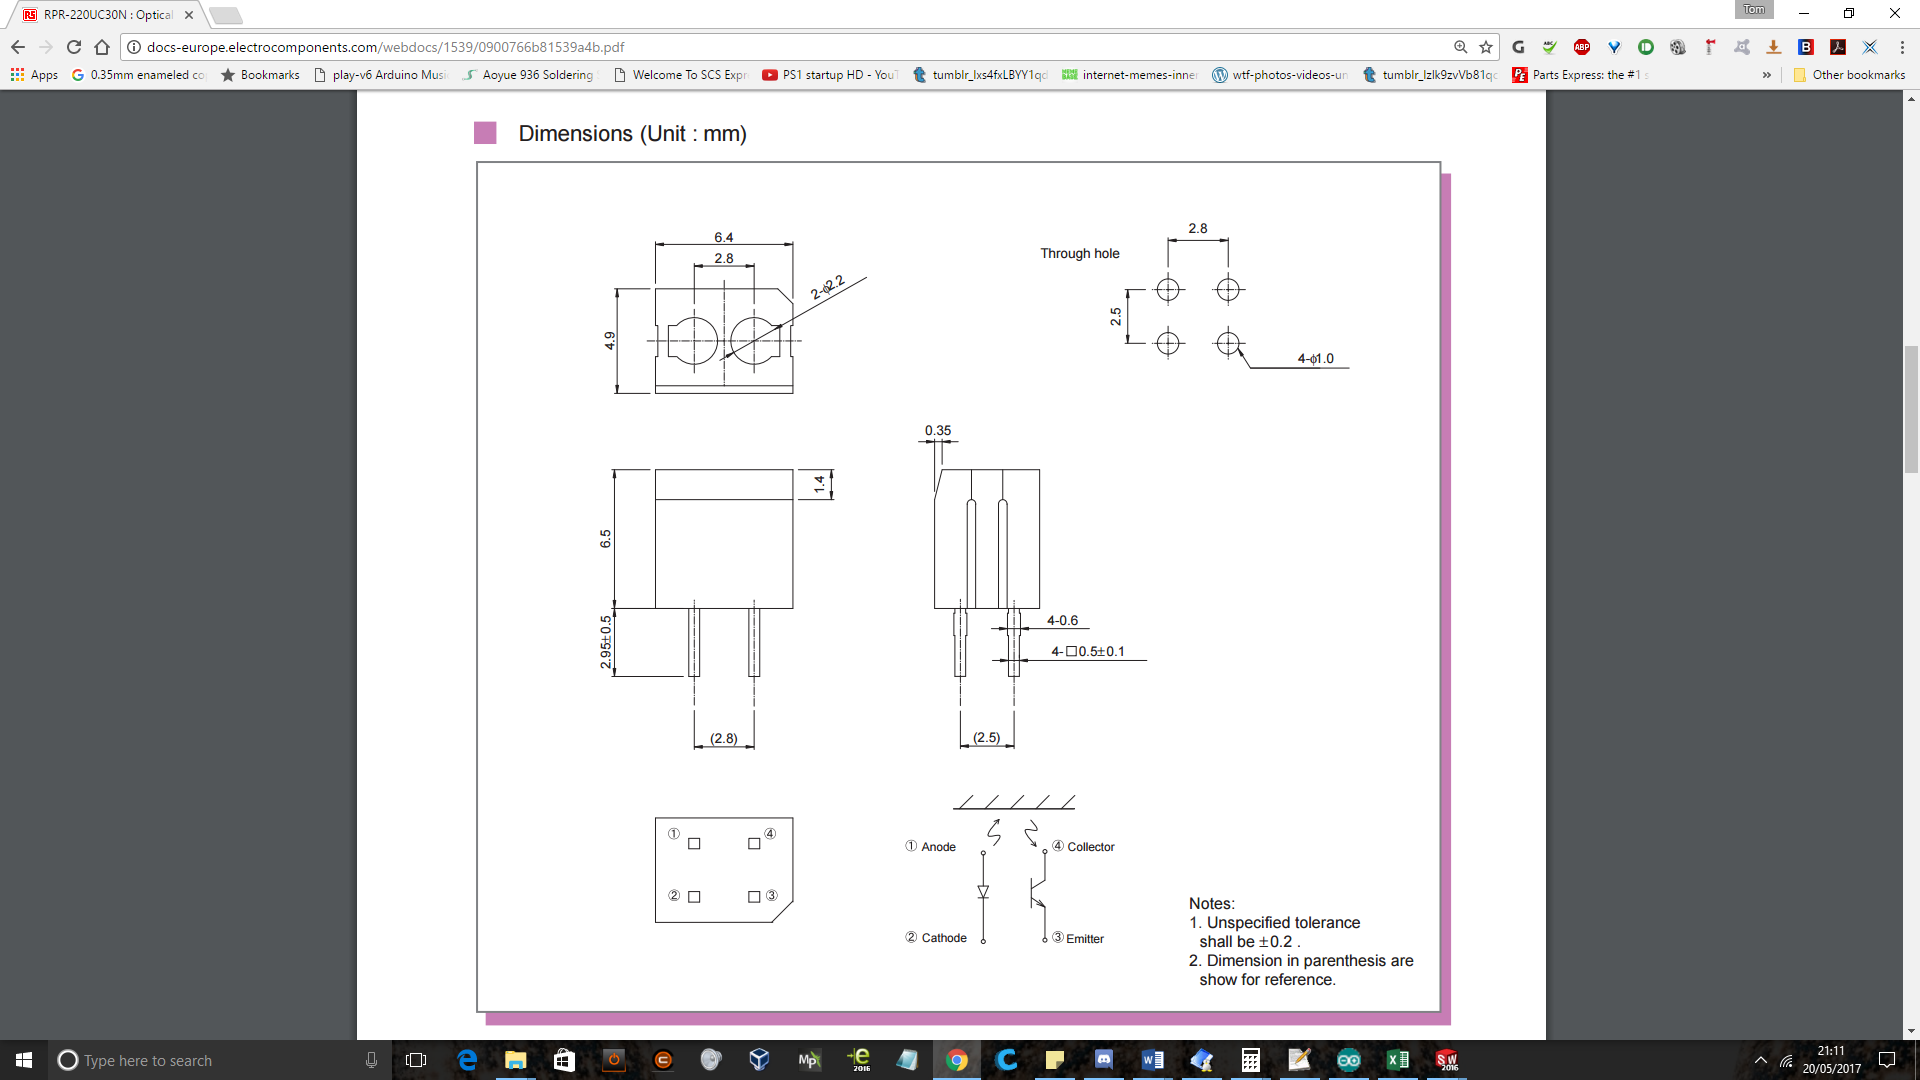 RPR-220UC30N : Optical
Tom
docs-europe.electrocomponents.com/webdocs/1539/0900766b81539a4b.pdf
Apps
0.35mm enameled co
Bookmarks
play-v6 Arduino Music
Aoyue 936 Soldering
Welcome To SCS Expr
PS1 startup HD - YouT
tumblr_lxs4fxLBYY1qd
internet-memes-inner
wtf-photos-videos-un
tumblr_lzlk9zvVb81qc
Parts Express: the #1 s
»
Other bookmarks
Dimensions (Unit : mm)
6.4
2.8
2-ϕ2.2
4.9
Through hole
2.8
2.5
4-ϕ1.0
0.35
1.4
6.5
2.95±0.5
4-0.6
4-□0.5±0.1
(2.8)
(2.5)
① ④
② ③
① Anode ④ Collector
② Cathode ③ Emitter
Notes:
1. Unspecified tolerance
shall be ±0.2 .
2. Dimension in parenthesis are
show for reference.
Type here to search
21:11
20/05/2017